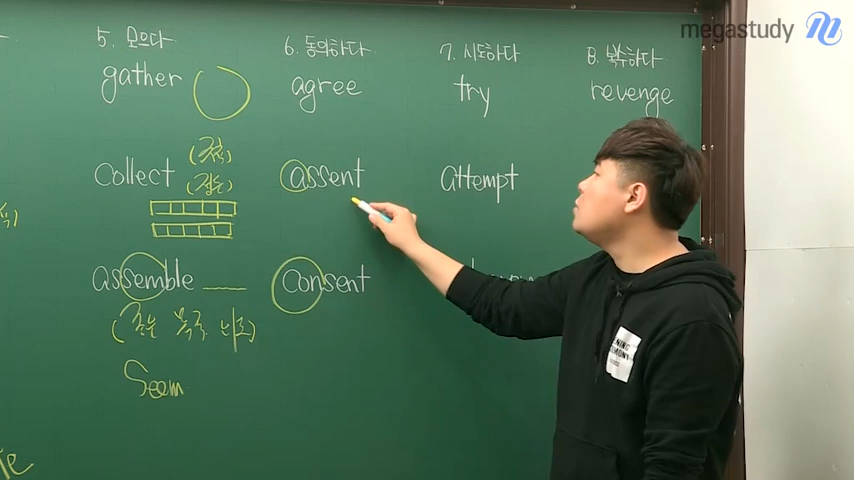 megastudy
5. 모으다
gather
collect
assemble
Seem
6. 동의하다
agree
assent
consent
7. 시도하다
try
attempt
8. 복수하다
revenge